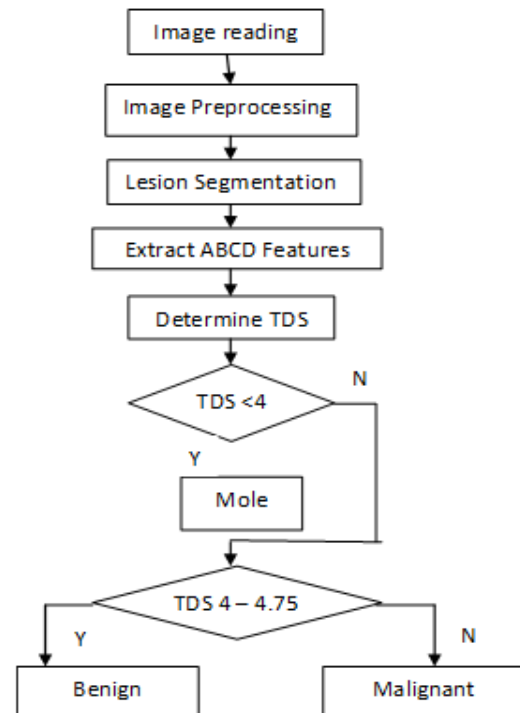 Image reading
Image Preprocessing
Lesion Segmentation
Extract ABCD Features
Determine TDS
N
TDS <4
Y
Mole
TDS 4 – 4.75
Y
N
Benign
Malignant